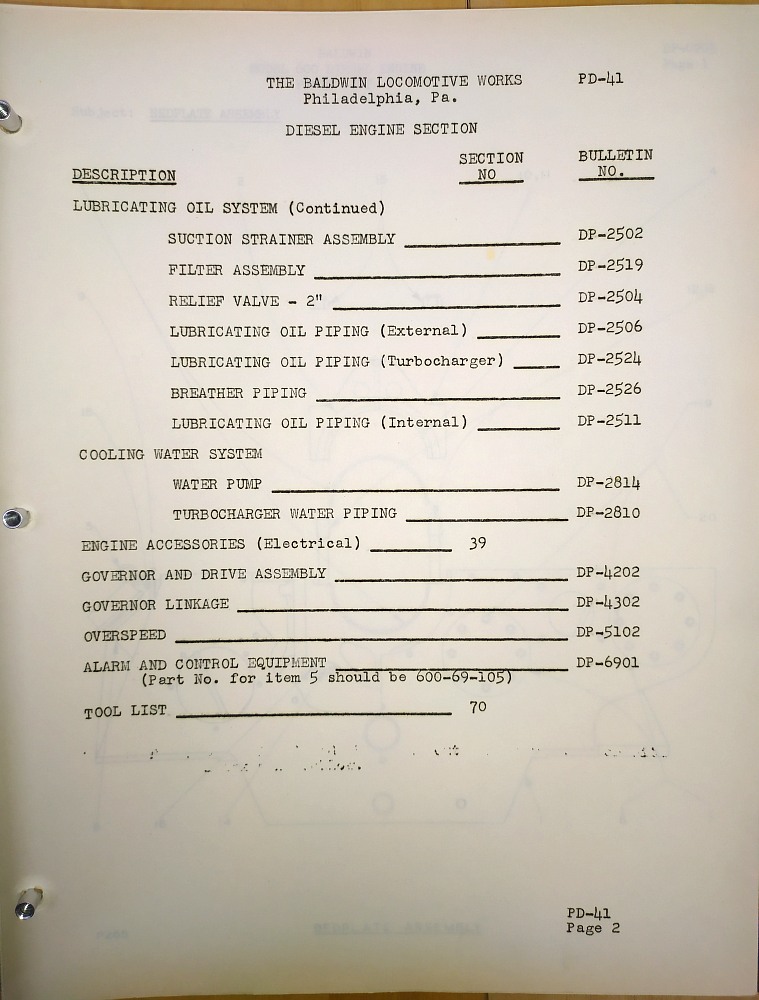 THE BALDWIN LOCOMOTIVE WORKS PD-41
Philadelphia, Pa.
DIESEL ENGINE SECTION
DESCRIPTION SECTION NO BULLETIN NO.
LUBRICATING OIL SYSTEM (Continued)
SUCTION STRAINER ASSEMBLY DP-2502
FILTER ASSEMBLY DP-2519
RELIEF VALVE - 2" DP-2504
LUBRICATING OIL PIPING (External) DP-2506
LUBRICATING OIL PIPING (Turbocharger) DP-2524
BREATHER PIPING DP-2526
LUBRICATING OIL PIPING (Internal) DP-2511
COOLING WATER SYSTEM
WATER PUMP DP-2814
TURBOCHARGER WATER PIPING DP-2810
ENGINE ACCESSORIES (Electrical) 39
GOVERNOR AND DRIVE ASSEMBLY DP-4202
GOVERNOR LINKAGE DP-4302
OVERSPEED DP-5102
ALARM AND CONTROL EQUIPMENT DP-6901
(Part No. for item 5 should be 600-69-105)
TOOL LIST 70
PD-41
Page 2